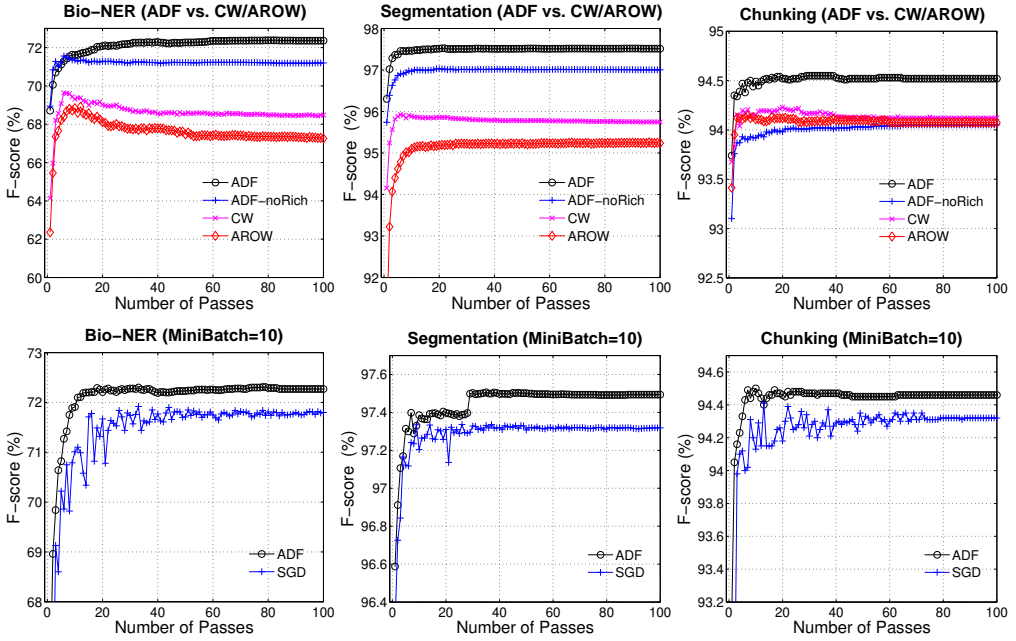 Bio−NER (ADF vs. CW/AROW)
F−score (%)
72
70
68
66
64
62
60
0 20 40 60 80 100
Number of Passes
ADF
ADF−noRich
CW
AROW
Segmentation (ADF vs. CW/AROW)
F−score (%)
98
97
96
95
94
93
92
0 20 40 60 80 100
Number of Passes
ADF
ADF−noRich
CW
AROW
Chunking (ADF vs. CW/AROW)
F−score (%)
95
94.5
94
93.5
93
92.5
0 20 40 60 80 100
Number of Passes
ADF
ADF−noRich
CW
AROW
Bio−NER (MiniBatch=10)
F−score (%)
73
72
71
70
69
68
0 20 40 60 80 100
Number of Passes
ADF
SGD
Segmentation (MiniBatch=10)
F−score (%)
97.6
97.4
97.2
97
96.8
96.6
96.4
0 20 40 60 80 100
Number of Passes
ADF
SGD
Chunking (MiniBatch=10)
F−score (%)
94.6
94.4
94.2
94
93.8
93.6
93.4
93.2
0 20 40 60 80 100
Number of Passes
ADF
SGD